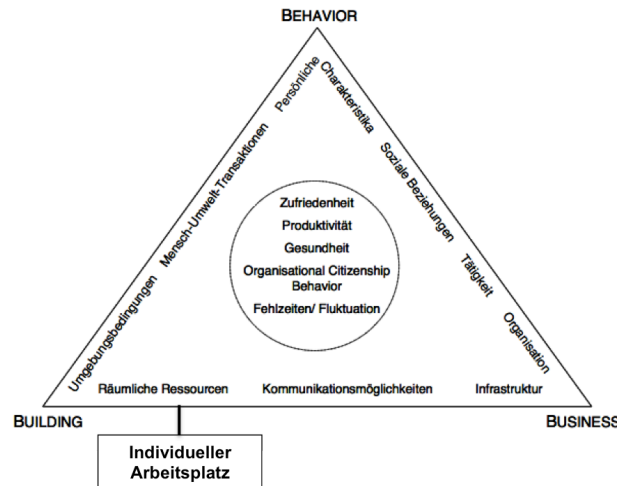 BEHAVIOR
Persönliche
Charakteristika
Mensch-Umwelt-Transaktionen
Soziale Beziehungen
Zufriedenheit
Produktivität
Gesundheit
Organisational Citizenship
Behavior
Fehlzeiten/ Fluktuation
Umgebungsbedingungen
Tätigkeit
Organisation
Räumliche Ressourcen
Kommunikationsmöglichkeiten
Infrastruktur
BUILDING
BUSINESS
Individueller
Arbeitsplatz